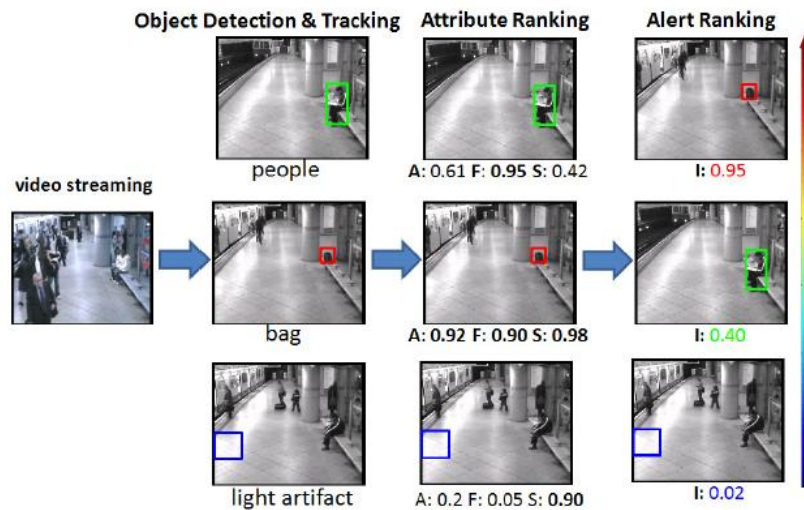 Object Detection & Tracking Attribute Ranking Alert Ranking
people A: 0.61 F: 0.95 S: 0.42 I: 0.95
video streaming
bag A: 0.92 F: 0.90 S: 0.98 I: 0.40
light artifact A: 0.2 F: 0.05 S: 0.90 I: 0.02